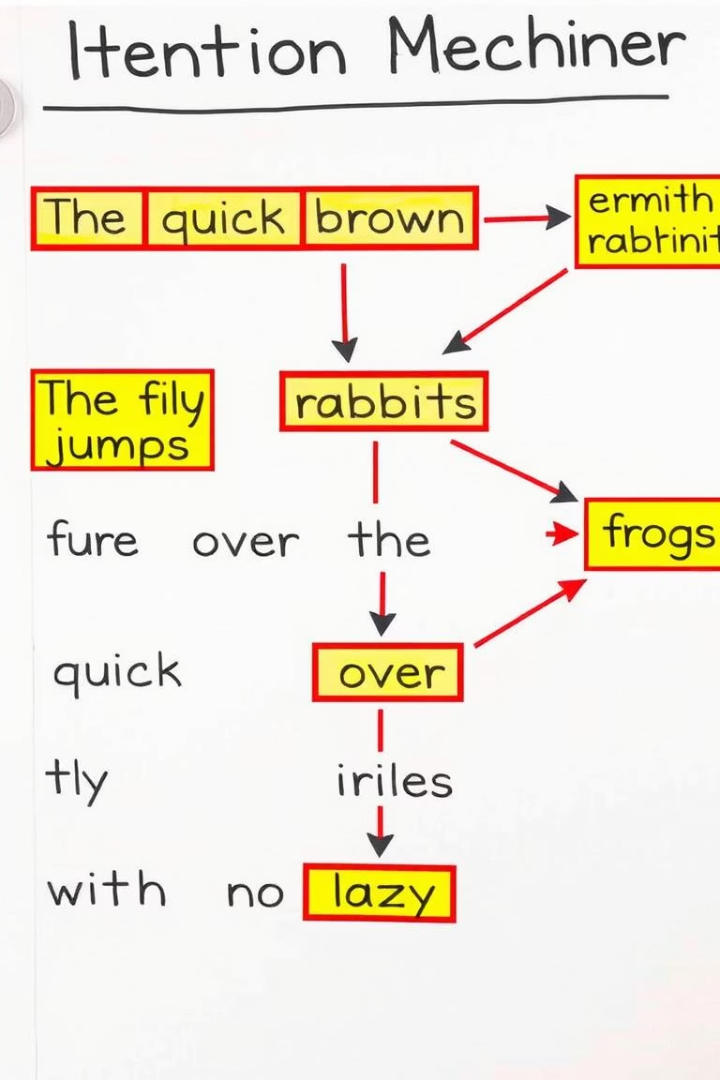 Itention Mechiner
The quick brown
ermith
rabtinit
rabbits
The fily
jumps
fure over the
frogs
quick over
tly iriles
with no lazy